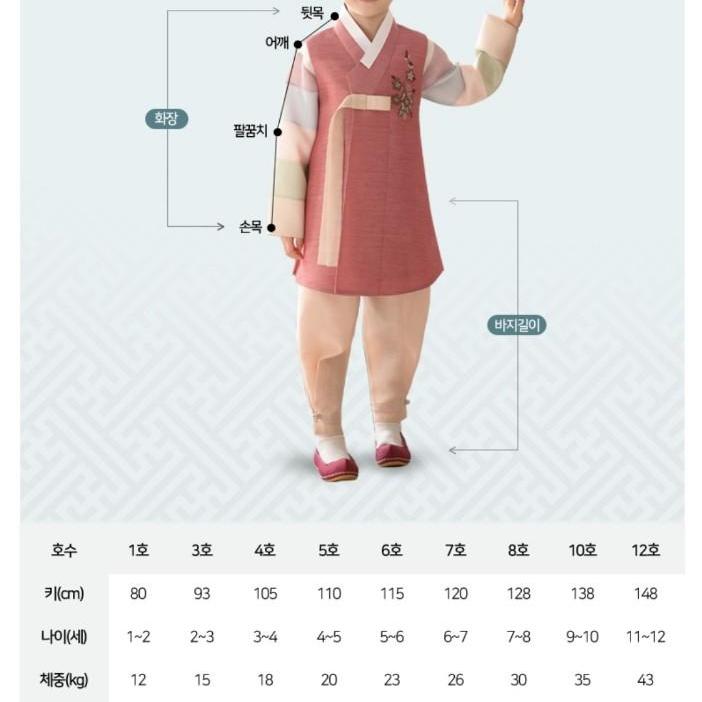 뒷목
어깨
화장
팔꿈치
손목
바지길이
호수 1호 3호 4호 5호 6호 7호 8호 10호 12호
키(cm) 80 93 105 110 115 120 128 138 148
나이(세) 1~2 2~3 3~4 4~5 5~6 6~7 7~8 9~10 11~12
체중(kg) 12 15 18 20 23 26 30 35 43